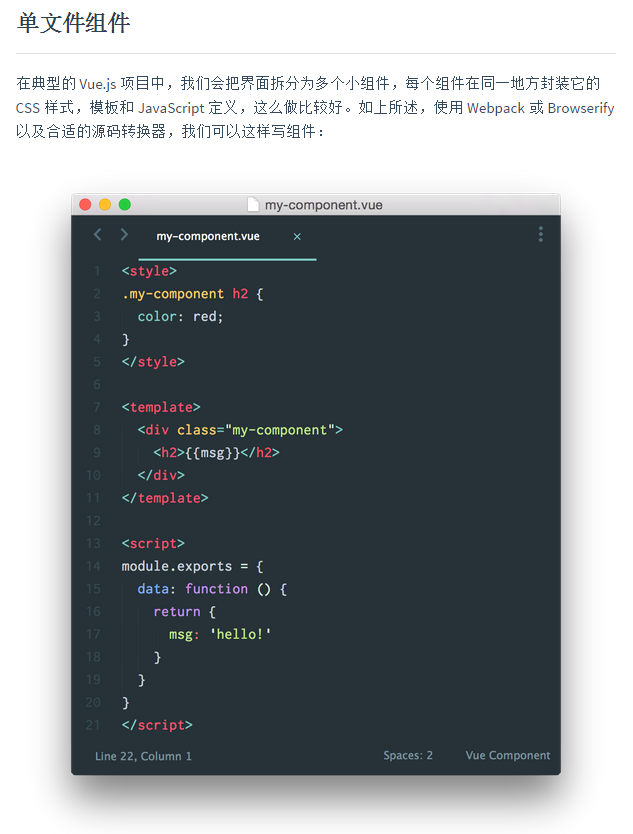 单文件组件
在典型的 Vue.js 项目中，我们会把界面拆分为多个小组件，每个组件在同一地方封装它的
CSS 样式，模板和 JavaScript 定义，这么做比较好。如上所述，使用 Webpack 或 Browserify
以及合适的源码转换器，我们可以这样写组件：
my-component.vue
my-component.vue ×
1 <style>
2 .my-component h2 {
3   color: red;
4 }
5 </style>
6
7 <template>
8   <div class="my-component">
9     <h2>{{msg}}</h2>
10   </div>
11 </template>
12
13 <script>
14 module.exports = {
15   data: function () {
16     return {
17       msg: 'hello!'
18     }
19   }
20 }
21 </script>
Line 22, Column 1 Spaces: 2 Vue Component